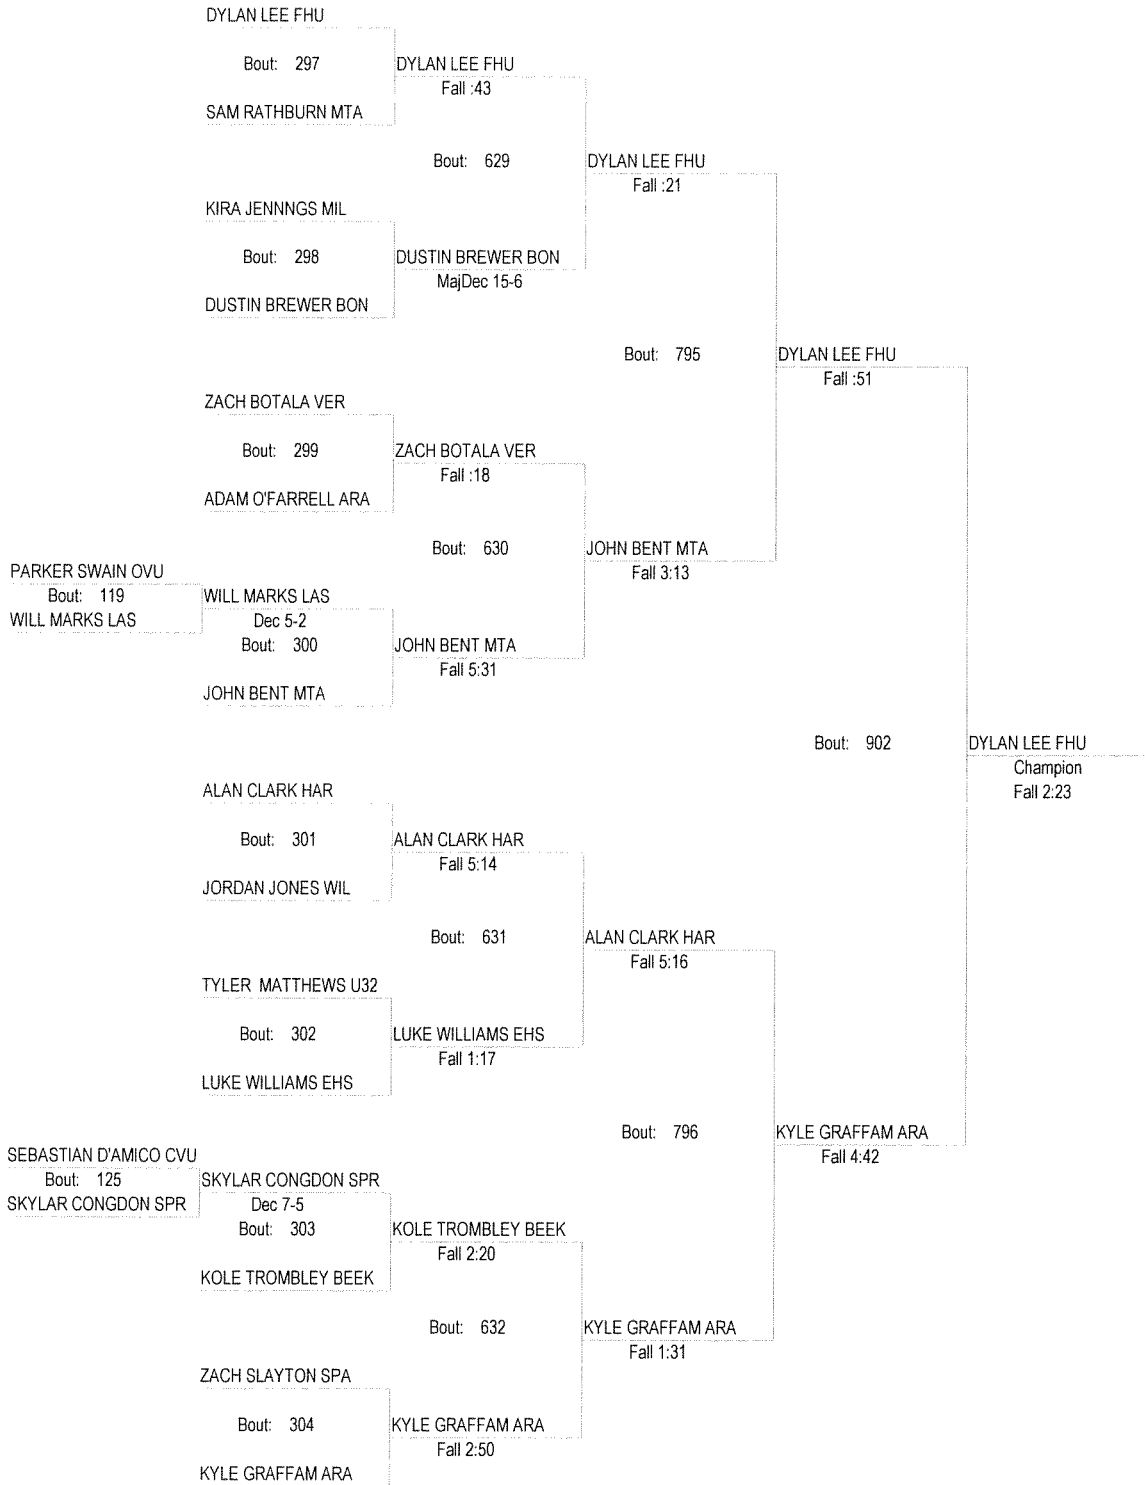 DYLAN LEE FHU
Bout: 297
DYLAN LEE FHU
Fall :43
SAM RATHBURN MTA
Bout: 629
DYLAN LEE FHU
Fall :21
KIRA JENNNGS MIL
Bout: 298
DUSTIN BREWER BON
MajDec 15-6
DUSTIN BREWER BON
Bout: 795
DYLAN LEE FHU
Fall :51
ZACH BOTALA VER
Bout: 299
ZACH BOTALA VER
Fall :18
ADAM O'FARRELL ARA
Bout: 630
JOHN BENT MTA
Fall 3:13
PARKER SWAIN OVU
Bout: 119
WILL MARKS LAS
WILL MARKS LAS
Dec 5-2
Bout: 300
JOHN BENT MTA
Fall 5:31
JOHN BENT MTA
Bout: 902
DYLAN LEE FHU
Champion
Fall 2:23
ALAN CLARK HAR
Bout: 301
ALAN CLARK HAR
Fall 5:14
JORDAN JONES WIL
Bout: 631
ALAN CLARK HAR
Fall 5:16
TYLER MATTHEWS U32
Bout: 302
LUKE WILLIAMS EHS
Fall 1:17
LUKE WILLIAMS EHS
Bout: 796
KYLE GRAFFAM ARA
Fall 4:42
SEBASTIAN D'AMICO CVU
Bout: 125
SKYLAR CONGDON SPR
SKYLAR CONGDON SPR
Dec 7-5
Bout: 303
KOLE TROMBLEY BEEK
Fall 2:20
KOLE TROMBLEY BEEK
Bout: 632
KYLE GRAFFAM ARA
Fall 1:31
ZACH SLAYTON SPA
Bout: 304
KYLE GRAFFAM ARA
Fall 2:50
KYLE GRAFFAM ARA